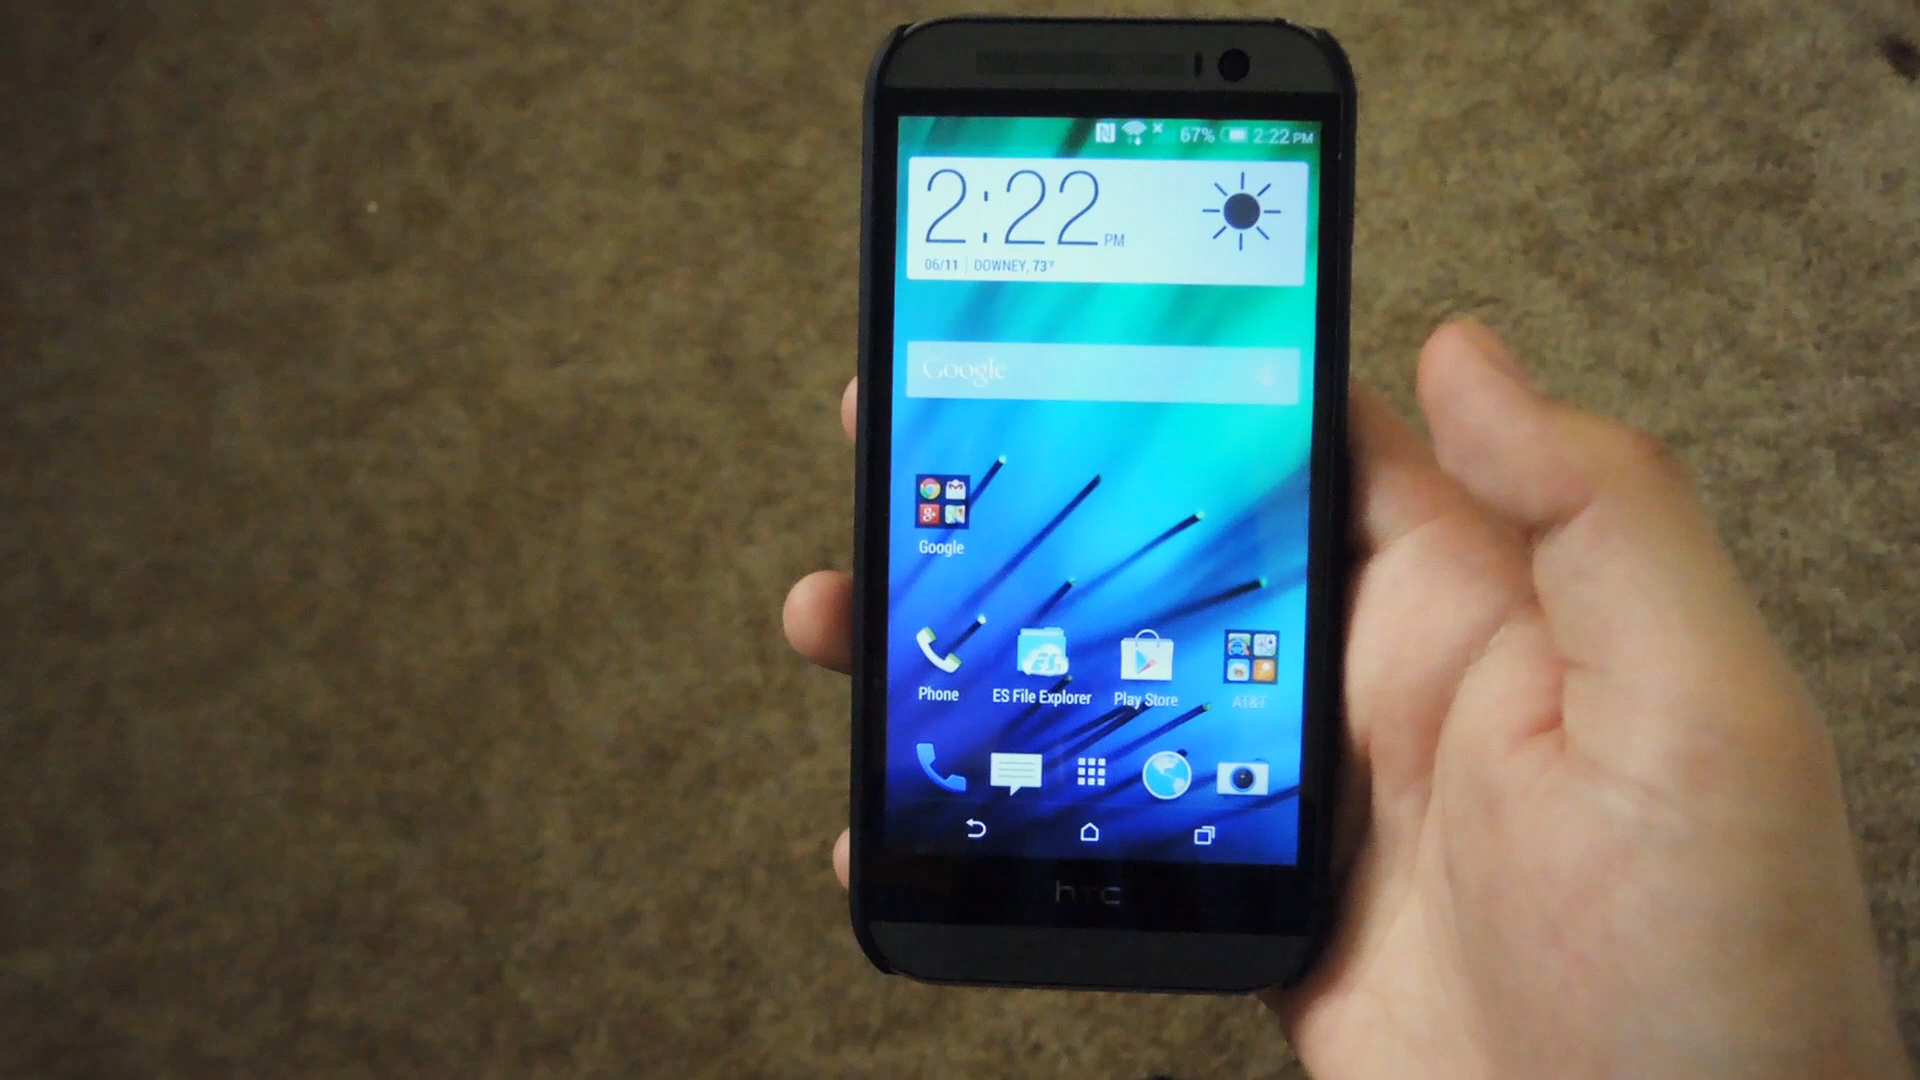 67% 2:22 PM
2:22 PM
06/11 DOWNEY, 73°
Google
Google
Phone ES File Explorer Play Store AT&T
htc